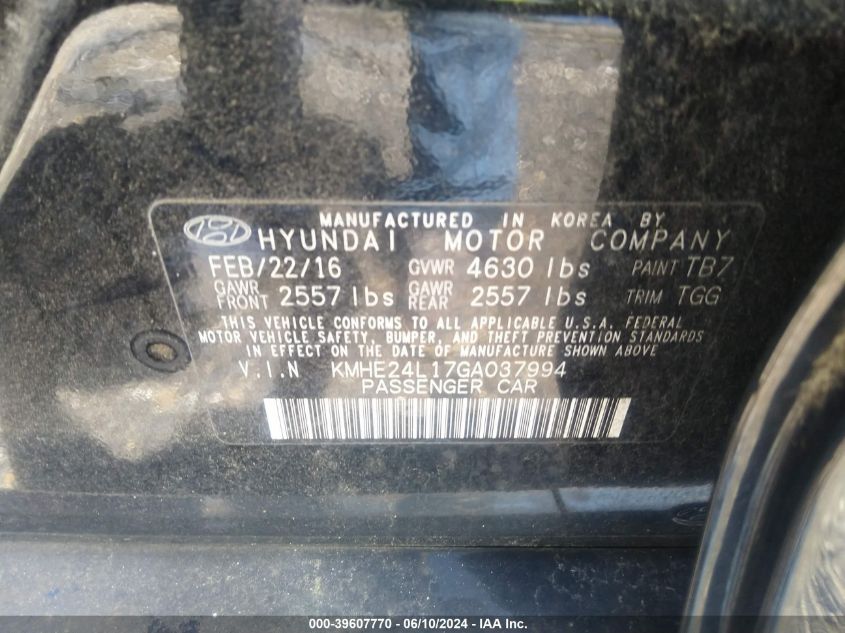 MANUFACTURED IN KOREA BY
HYUNDAI MOTOR COMPANY
FEB/22/16 GVWR 4630 lbs PAINT TB7
GAWR FRONT 2557 lbs GAWR REAR 2557 lbs TRIM TGG
THIS VEHICLE CONFORMS TO ALL APPLICABLE U.S.A. FEDERAL
MOTOR VEHICLE SAFETY, BUMPER, AND THEFT PREVENTION STANDARDS
IN EFFECT ON THE DATE OF MANUFACTURE SHOWN ABOVE
V.I.N KMHE24L17GA037994
PASSENGER CAR
000-39607770 - 06/10/2024 - IAA Inc.